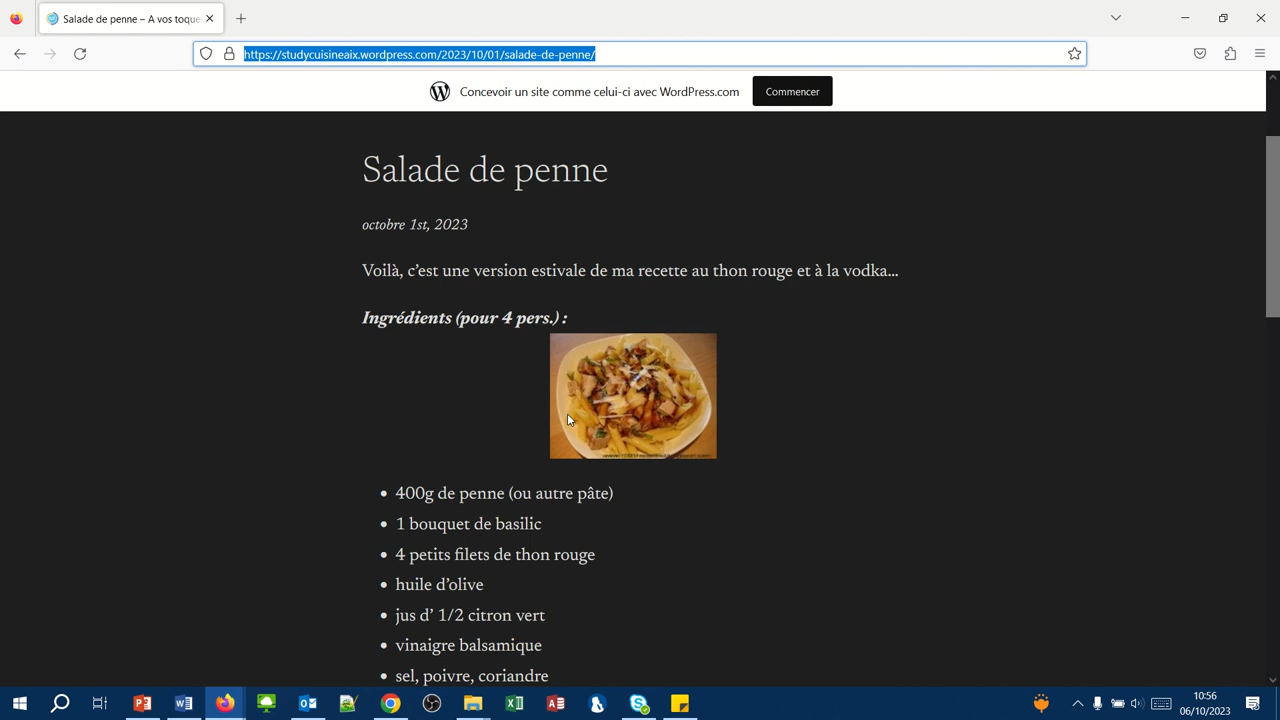 Salade de penne – A vos toque
https://studycuisineaix.wordpress.com/2023/10/01/salade-de-penne/
Concevoir un site comme celui-ci avec WordPress.com
Commencer
Salade de penne
octobre 1st, 2023
Voilà, c’est une version estivale de ma recette au thon rouge et à la vodka…
Ingrédients (pour 4 pers.) :
400g de penne (ou autre pâte)
1 bouquet de basilic
4 petits filets de thon rouge
huile d’olive
jus d’ 1/2 citron vert
vinaigre balsamique
sel, poivre, coriandre
10:56
06/10/2023